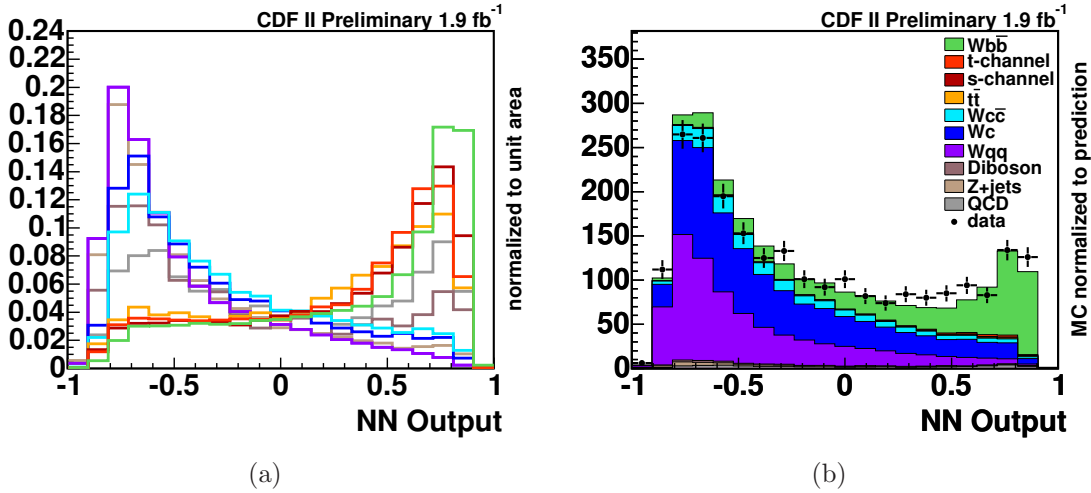 CDF II Preliminary 1.9 fb⁻¹
0.24
0.22
0.2
0.18
0.16
0.14
0.12
0.1
0.08
0.06
0.04
0.02
0
-1
-0.5
0
0.5
1
NN Output
normalized to unit area
(a)
CDF II Preliminary 1.9 fb⁻¹
350
300
250
200
150
100
50
0
-1
-0.5
0
0.5
1
NN Output
MC normalized to prediction
Wbb̅
t-channel
s-channel
tt̅
Wcc̅
Wc
Wqq
Diboson
Z+jets
QCD
data
(b)